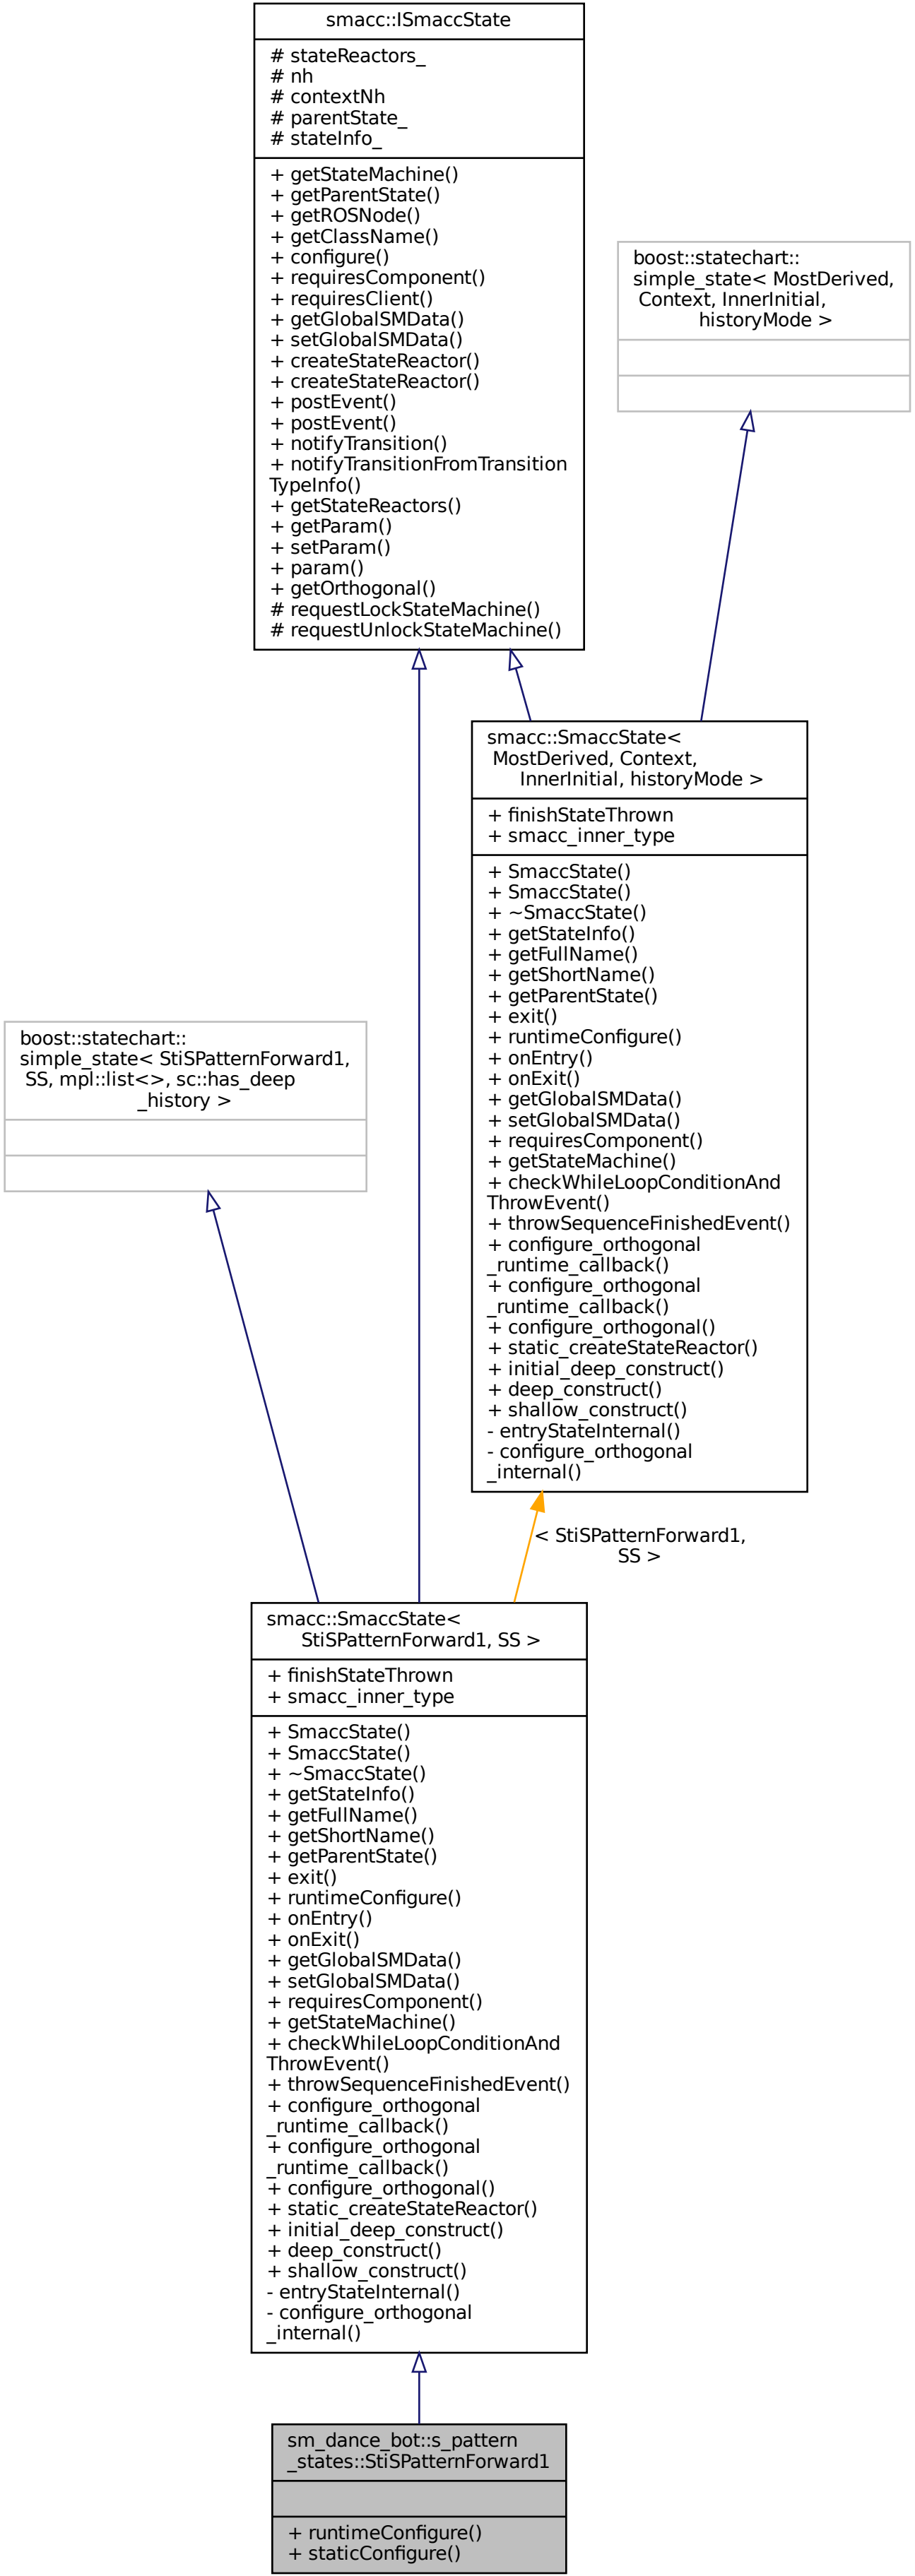 smacc::ISmaccState
# stateReactors_
# nh
# contextNh
# parentState_
# stateInfo_
+ getStateMachine()
+ getParentState()
+ getROSNode()
+ getClassName()
+ configure()
+ requiresComponent()
+ requiresClient()
+ getGlobalSMData()
+ setGlobalSMData()
+ createStateReactor()
+ createStateReactor()
+ postEvent()
+ postEvent()
+ notifyTransition()
+ notifyTransitionFromTransition
TypeInfo()
+ getStateReactors()
+ getParam()
+ setParam()
+ param()
+ getOrthogonal()
# requestLockStateMachine()
# requestUnlockStateMachine()
boost::statechart::
simple_state< MostDerived,
Context, InnerInitial,
historyMode >
smacc::SmaccState<
MostDerived, Context,
InnerInitial, historyMode >
+ finishStateThrown
+ smacc_inner_type
+ SmaccState()
+ SmaccState()
+ ~SmaccState()
+ getStateInfo()
+ getFullName()
+ getShortName()
+ getParentState()
+ exit()
+ runtimeConfigure()
+ onEntry()
+ onExit()
+ getGlobalSMData()
+ setGlobalSMData()
+ requiresComponent()
+ getStateMachine()
+ checkWhileLoopConditionAnd
ThrowEvent()
+ throwSequenceFinishedEvent()
+ configure_orthogonal
_runtime_callback()
+ configure_orthogonal
_runtime_callback()
+ configure_orthogonal()
+ static_createStateReactor()
+ initial_deep_construct()
+ deep_construct()
+ shallow_construct()
- entryStateInternal()
- configure_orthogonal
_internal()
boost::statechart::
simple_state< StiSPatternForward1,
SS, mpl::list<>, sc::has_deep
_history >
< StiSPatternForward1,
SS >
smacc::SmaccState<
StiSPatternForward1, SS >
+ finishStateThrown
+ smacc_inner_type
+ SmaccState()
+ SmaccState()
+ ~SmaccState()
+ getStateInfo()
+ getFullName()
+ getShortName()
+ getParentState()
+ exit()
+ runtimeConfigure()
+ onEntry()
+ onExit()
+ getGlobalSMData()
+ setGlobalSMData()
+ requiresComponent()
+ getStateMachine()
+ checkWhileLoopConditionAnd
ThrowEvent()
+ throwSequenceFinishedEvent()
+ configure_orthogonal
_runtime_callback()
+ configure_orthogonal
_runtime_callback()
+ configure_orthogonal()
+ static_createStateReactor()
+ initial_deep_construct()
+ deep_construct()
+ shallow_construct()
- entryStateInternal()
- configure_orthogonal
_internal()
sm_dance_bot::s_pattern
_states::StiSPatternForward1
+ runtimeConfigure()
+ staticConfigure()